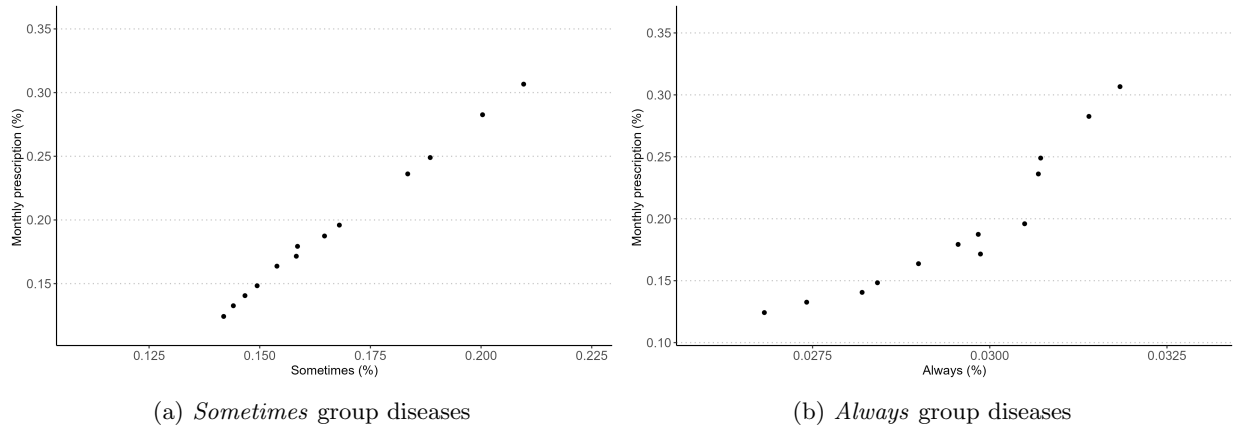 0.35
0.30
0.25
0.20
0.15
Monthly prescription (%)
0.125 0.150 0.175 0.200 0.225
Sometimes (%)
(a) Sometimes group diseases
0.35
0.30
0.25
0.20
0.15
0.10
Monthly prescription (%)
0.0275 0.0300 0.0325
Always (%)
(b) Always group diseases